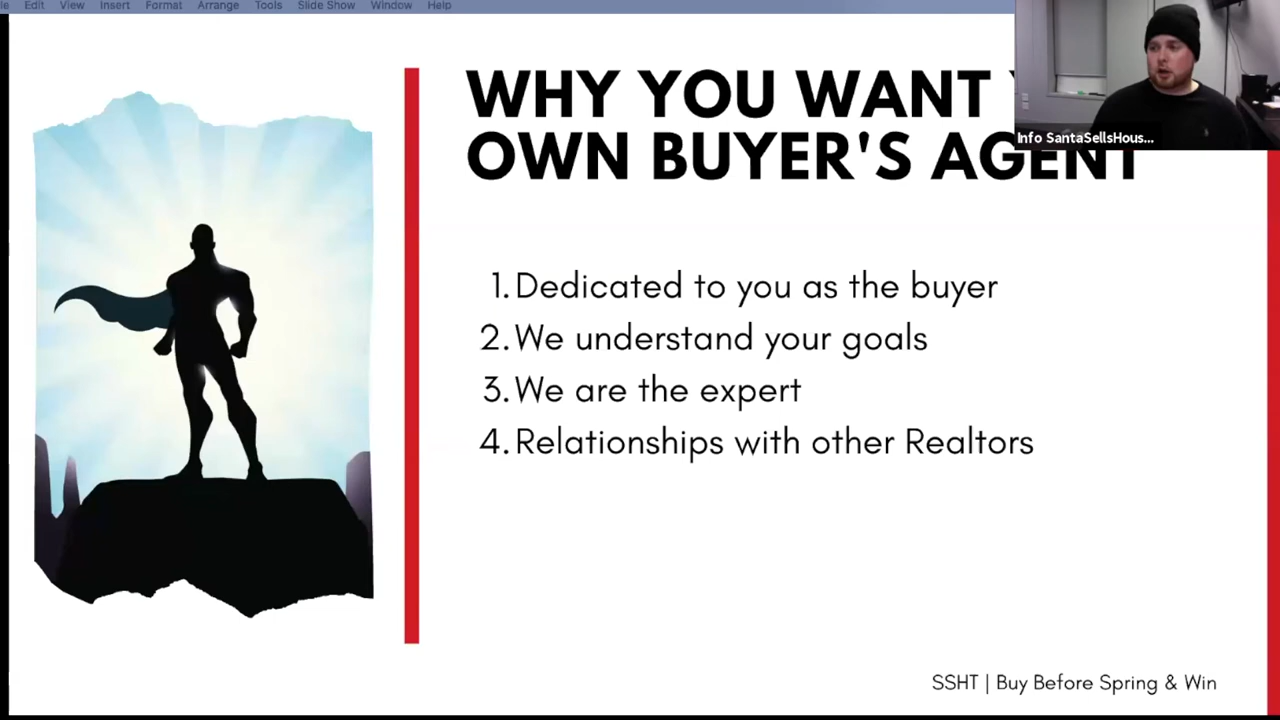 le Edit View Insert Format Arrange Tools Slide Show Window Help
WHY YOU WANT
OWN BUYER'S AGENT
Info SantaSellsHous...
1. Dedicated to you as the buyer
2. We understand your goals
3. We are the expert
4. Relationships with other Realtors
SSHT | Buy Before Spring & Win